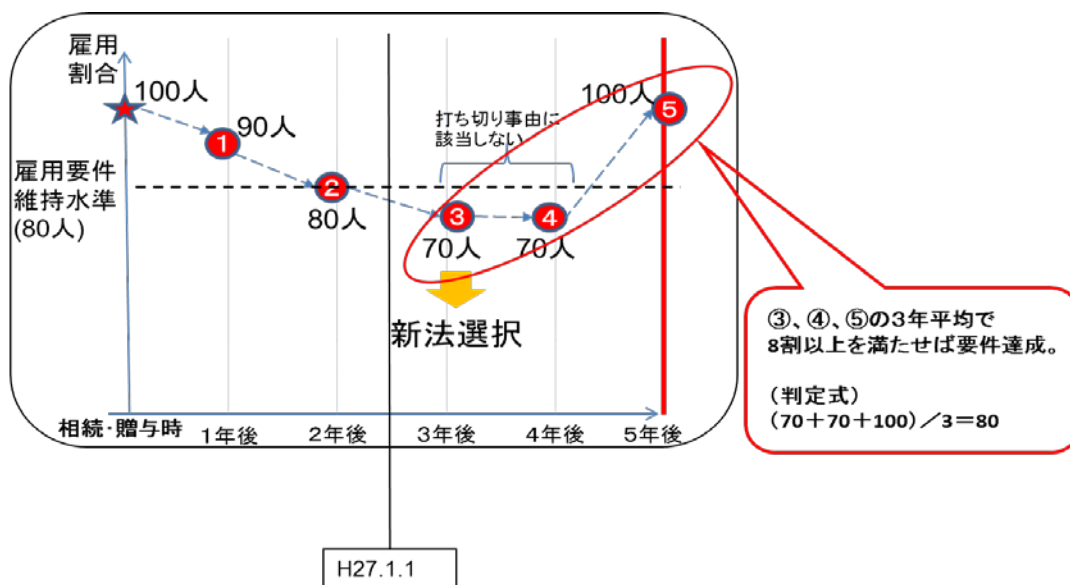 雇用
割合
100人
90人
①
雇用要件
維持水準
(80人)
②
80人
打ち切り事由に
該当しない
③
70人
④
70人
100人
⑤
新法選択
相続・贈与時
1年後
2年後
3年後
4年後
5年後
③、④、⑤の3年平均で
8割以上を満たせば要件達成。
(判定式)
(70+70+100)/3=80
H27.1.1